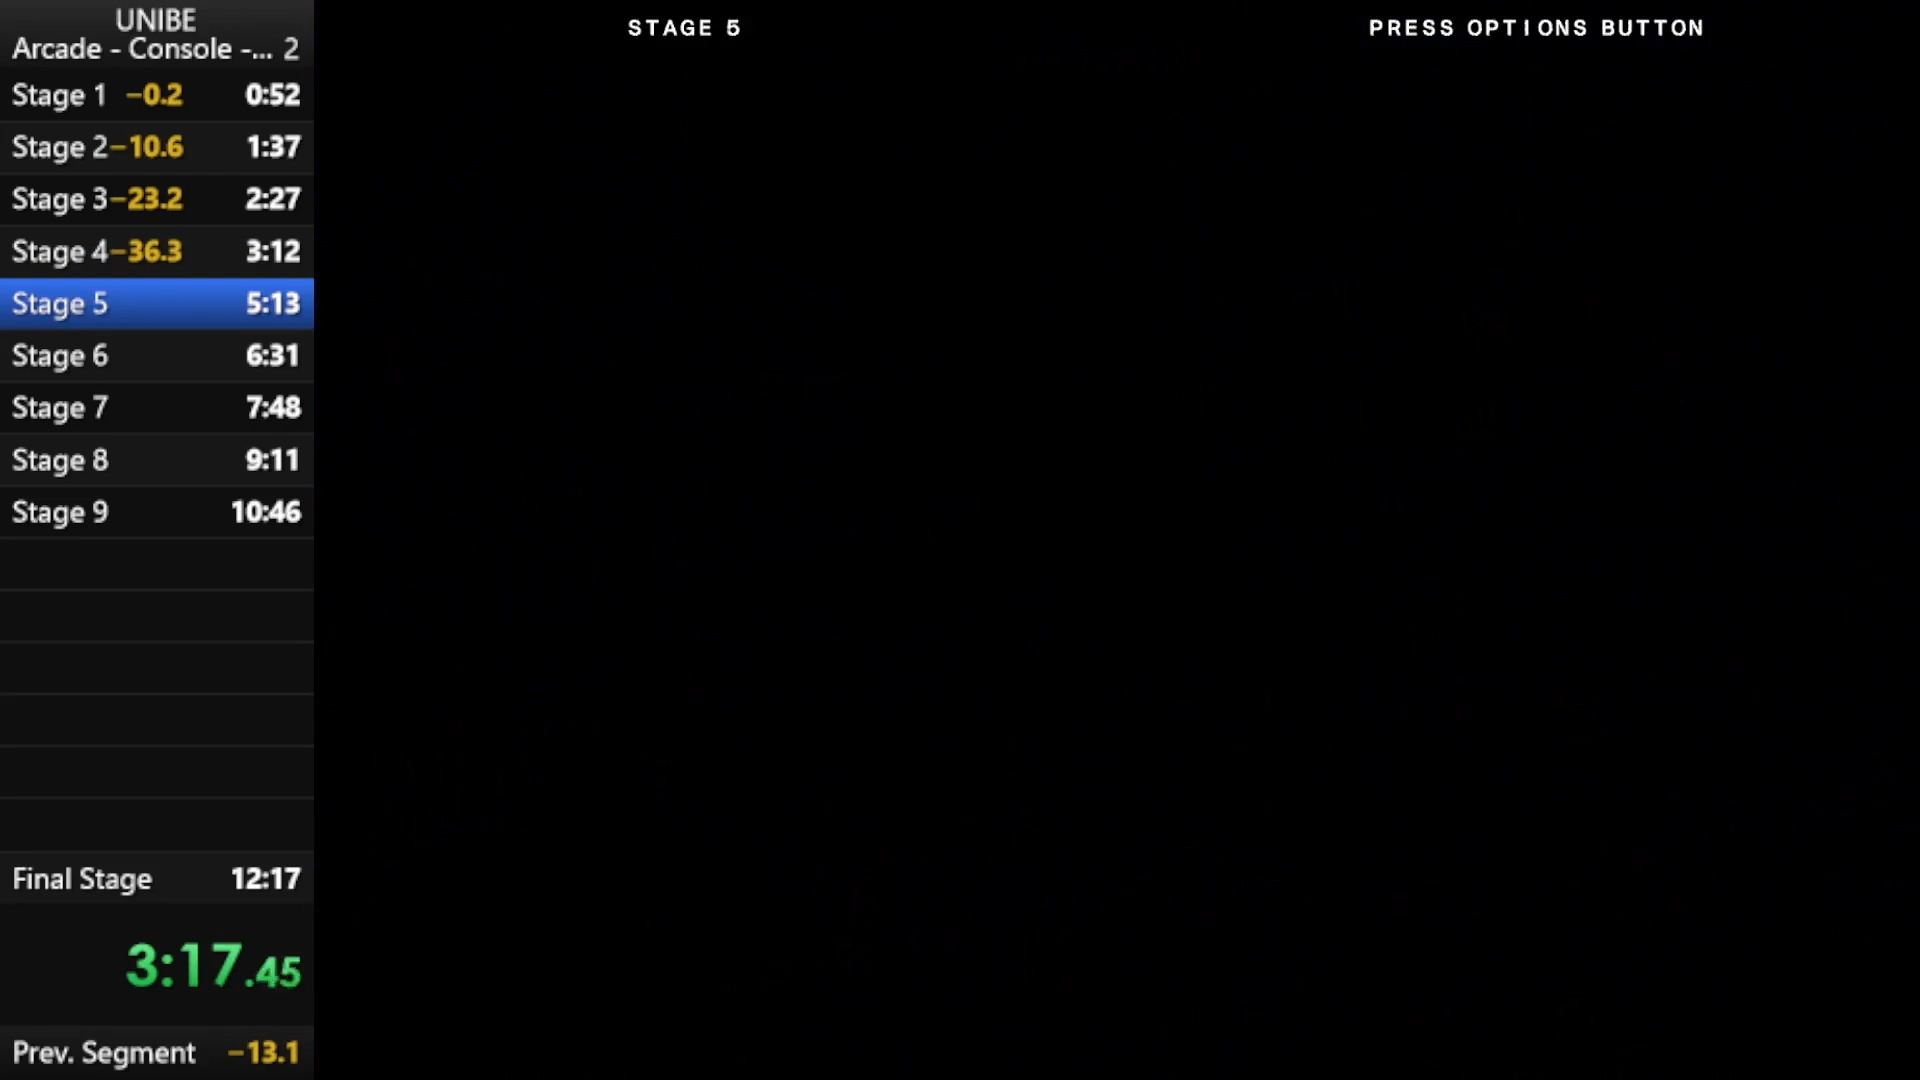 UNIBE
Arcade - Console -... 2
Stage 1 −0.2 0:52
Stage 2 −10.6 1:37
Stage 3 −23.2 2:27
Stage 4 −36.3 3:12
Stage 5 5:13
Stage 6 6:31
Stage 7 7:48
Stage 8 9:11
Stage 9 10:46
Final Stage 12:17
3:17.45
Prev. Segment −13.1
STAGE 5
PRESS OPTIONS BUTTON